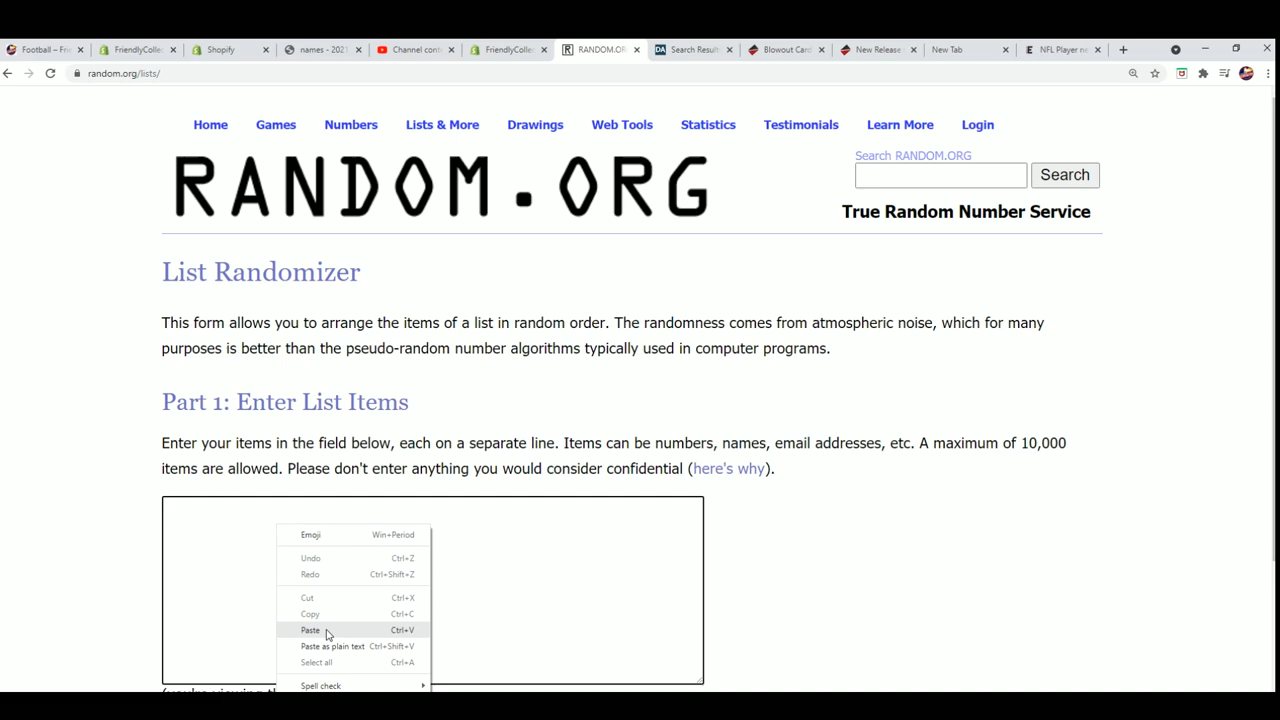 Football – Frie
FriendlyCollec
Shopify
names - 2021
Channel cont
FriendlyCollec
RANDOM.OR
Search Result
Blowout Card
New Release
New Tab
NFL Player no
random.org/lists/
Home Games Numbers Lists & More Drawings Web Tools Statistics Testimonials Learn More Login
RANDOM.ORG
Search RANDOM.ORG
Search
True Random Number Service
List Randomizer
This form allows you to arrange the items of a list in random order. The randomness comes from atmospheric noise, which for many
purposes is better than the pseudo-random number algorithms typically used in computer programs.
Part 1: Enter List Items
Enter your items in the field below, each on a separate line. Items can be numbers, names, email addresses, etc. A maximum of 10,000
items are allowed. Please don't enter anything you would consider confidential (here's why).
Emoji Win+Period
Undo Ctrl+Z
Redo Ctrl+Shift+Z
Cut Ctrl+X
Copy Ctrl+C
Paste Ctrl+V
Paste as plain text Ctrl+Shift+V
Select all Ctrl+A
Spell check